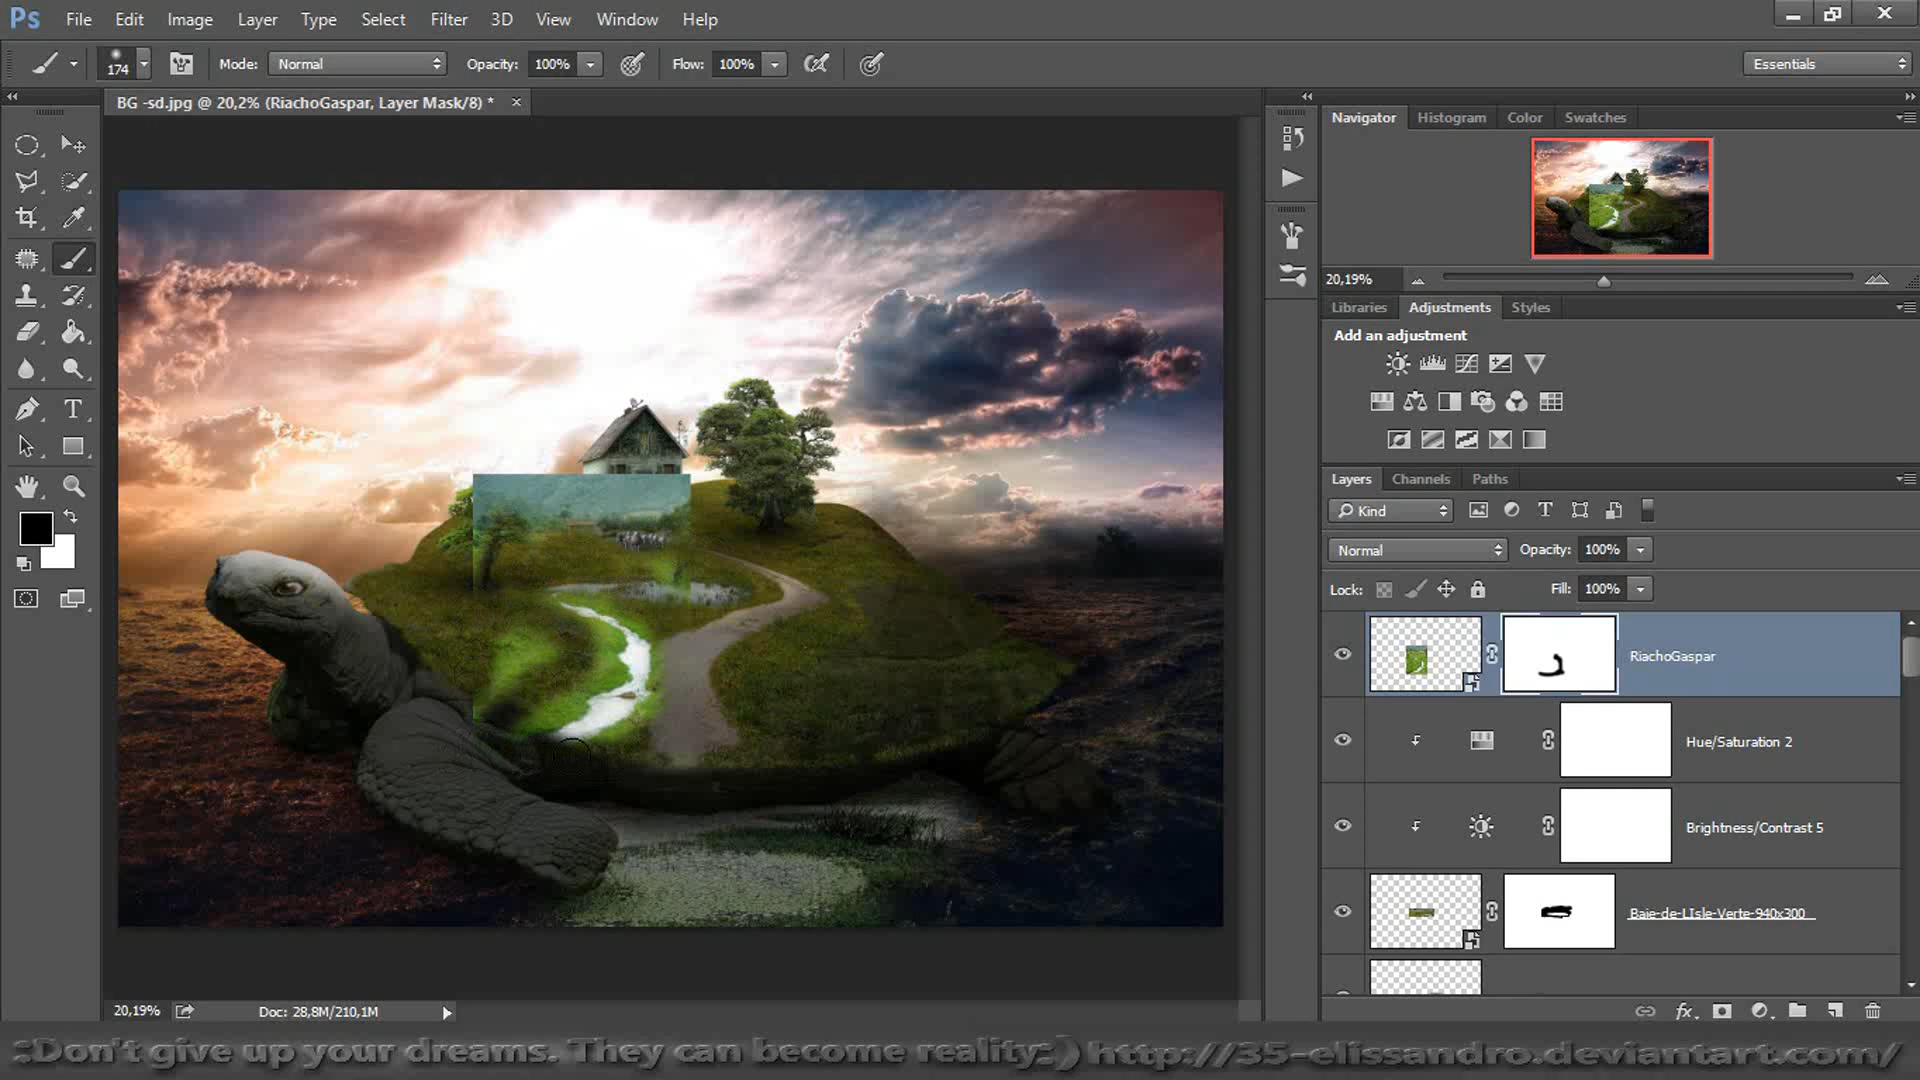 Ps File Edit Image Layer Type Select Filter 3D View Window Help
174 Mode: Normal Opacity: 100% Flow: 100% Essentials
BG -sd.jpg @ 20,2% (RiachoGaspar, Layer Mask/8) * ×
Navigator Histogram Color Swatches
20,19%
Libraries Adjustments Styles
Add an adjustment
Layers Channels Paths
Kind
Normal Opacity: 100%
Lock: Fill: 100%
RiachoGaspar
Hue/Saturation 2
Brightness/Contrast 5
Baie-de-LIsle-Verte-940x300
20,19% Doc: 28,8M/210,1M
:Don't give up your dreams. They can become reality:) http://35-elissandro.deviantart.com/